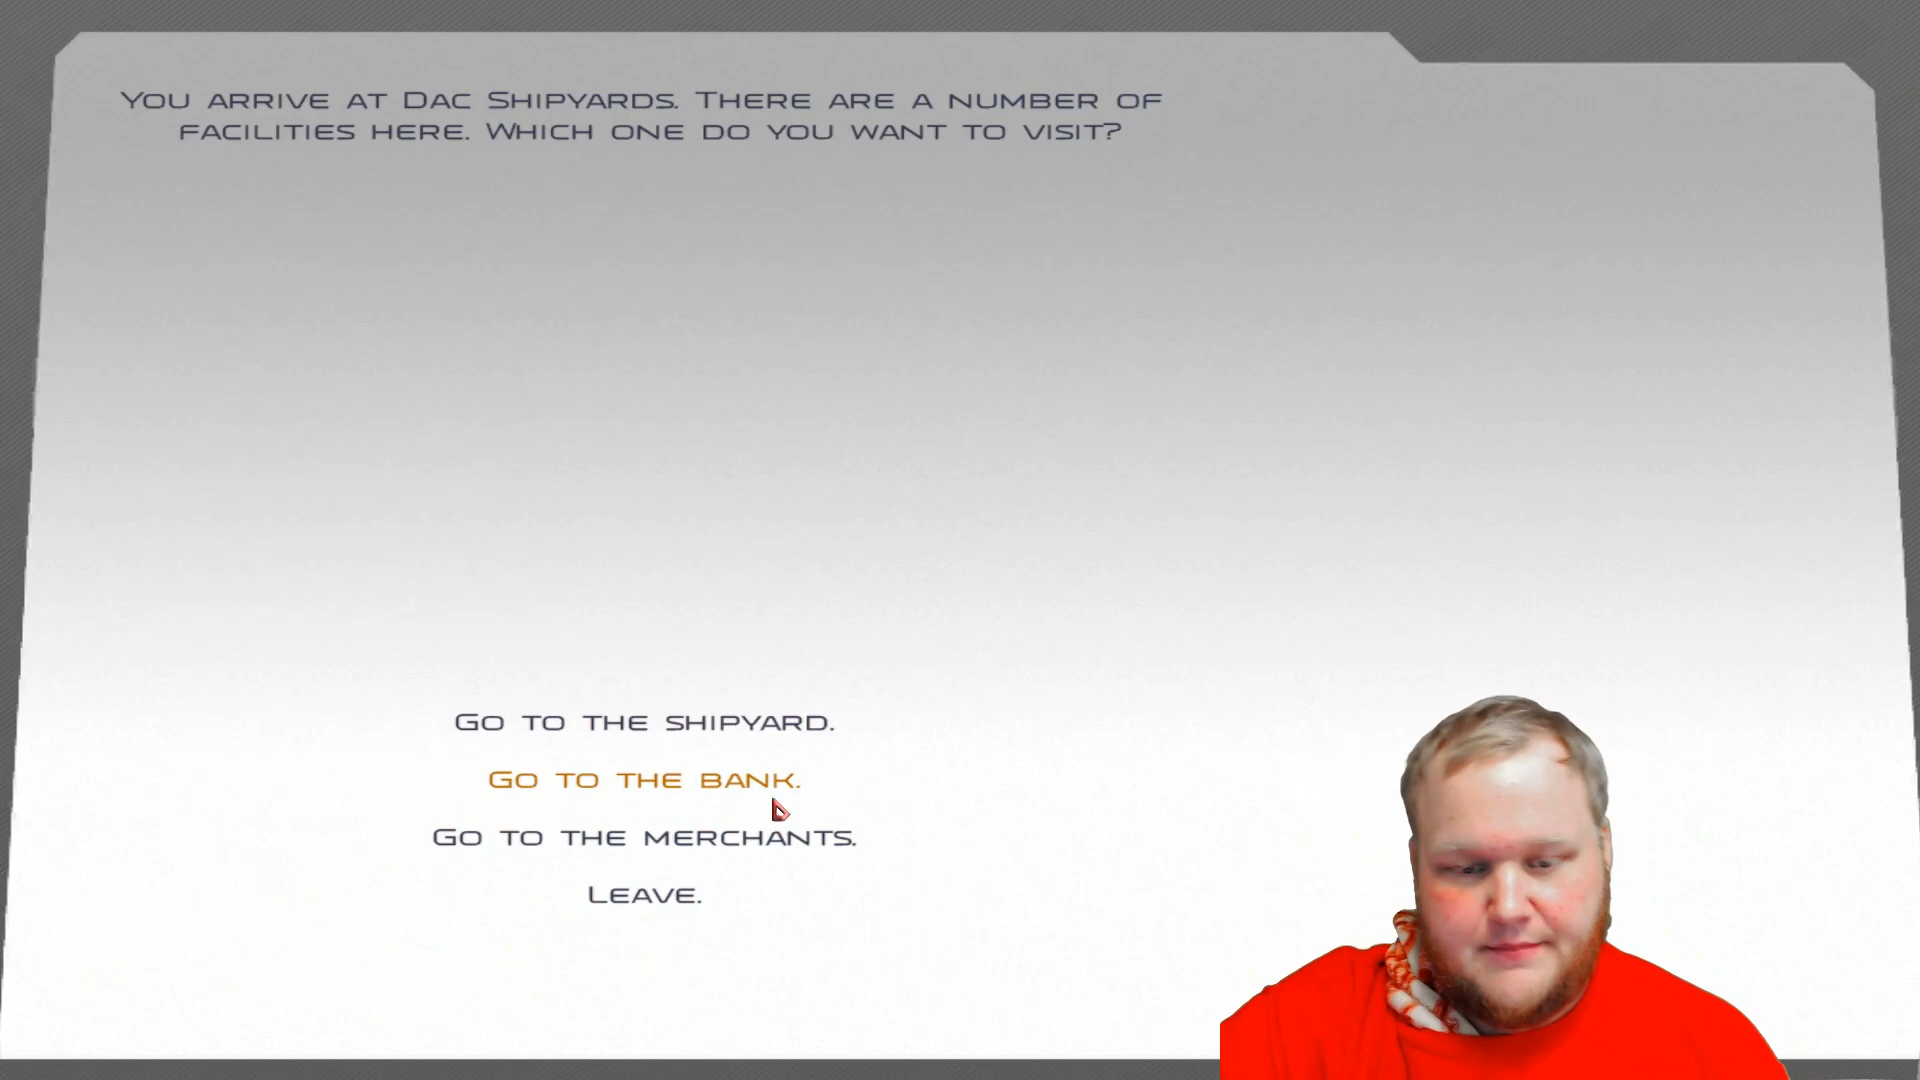 You arrive at Dac Shipyards. There are a number of
facilities here. Which one do you want to visit?
Go to the shipyard.
Go to the bank.
Go to the merchants.
Leave.